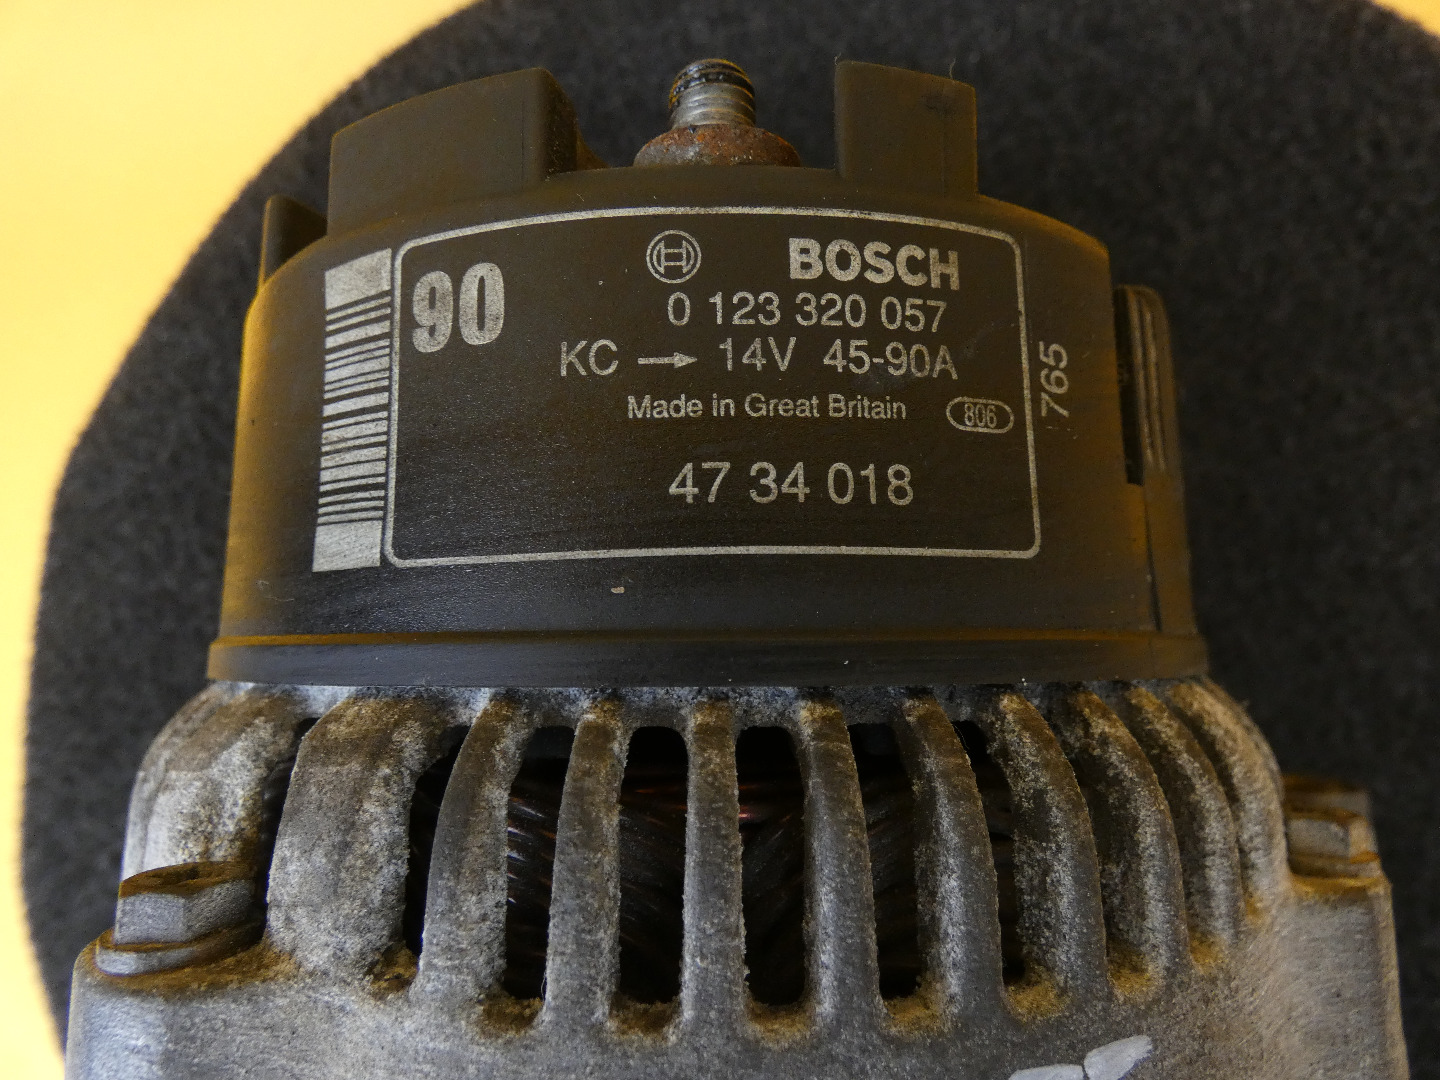 90
BOSCH
0 123 320 057
KC → 14V 45-90A
Made in Great Britain 806
47 34 018
765